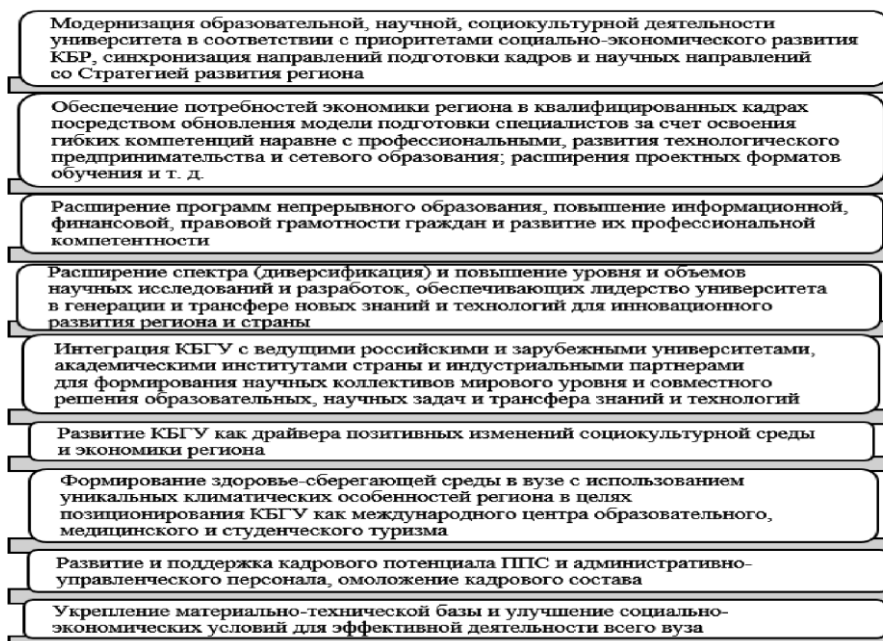 Модернизация образовательной, научной, социокультурной деятельности
университета в соответствии с приоритетами социально-экономического развития
КБР, синхронизация направлений подготовки кадров и научных направлений
со Стратегией развития региона
Обеспечение потребностей экономики региона в квалифицированных кадрах
посредством обновления модели подготовки специалистов за счет освоения
гибких компетенций наравне с профессиональными, развития технологического
предпринимательства и сетевого образования; расширения проектных форматов
обучения и т. д.
Расширение программ непрерывного образования, повышение информационной,
финансовой, правовой грамотности граждан и развитие их профессиональной
компетентности
Расширение спектра (диверсификация) и повышение уровня и объемов
научных исследований и разработок, обеспечивающих лидерство университета
в генерации и трансфере новых знаний и технологий для инновационного
развития региона и страны
Интеграция КБГУ с ведущими российскими и зарубежными университетами,
академическими институтами страны и индустриальными партнерами
для формирования научных коллективов мирового уровня и совместного
решения образовательных, научных задач и трансфера знаний и технологий
Развитие КБГУ как драйвера позитивных изменений социокультурной среды
и экономики региона
Формирование здоровье-сберегающей среды в вузе с использованием
уникальных климатических особенностей региона в целях
позиционирования КБГУ как международного центра образовательного,
медицинского и студенческого туризма
Развитие и поддержка кадрового потенциала ППС и административно-
управленческого персонала, омоложение кадрового состава
Укрепление материально-технической базы и улучшение социально-
экономических условий для эффективной деятельности всего вуза